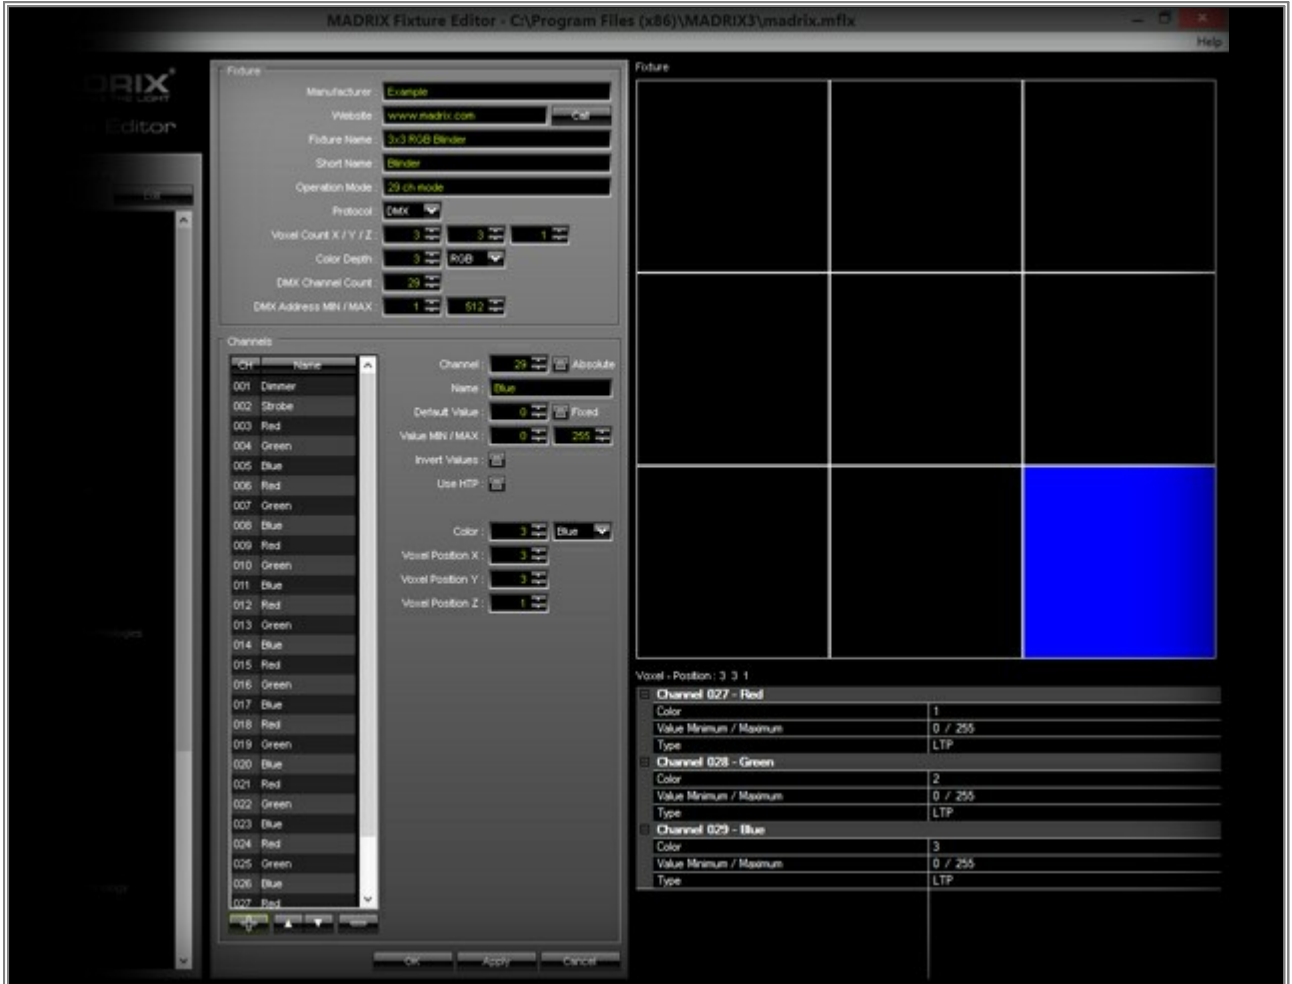 MADRIX Fixture Editor - C:\Program Files (x86)\MADRIX3\madrix.mflx
Help
DRIX
THE LIGHT
Editor
Edit
Fixture
Manufacturer : Example
Website : www.madrix.com Call
Fixture Name : 3x3 RGB Blinder
Short Name : Blinder
Operation Mode : 29 ch mode
Protocol : DMX
Voxel Count X / Y / Z : 3 3 1
Color Depth : 3 RGB
DMX Channel Count : 29
DMX Address MIN / MAX : 1 512
Channels
CH Name
001 Dimmer
002 Strobe
003 Red
004 Green
005 Blue
006 Red
007 Green
008 Blue
009 Red
010 Green
011 Blue
012 Red
013 Green
014 Blue
015 Red
016 Green
017 Blue
018 Red
019 Green
020 Blue
021 Red
022 Green
023 Blue
024 Red
025 Green
026 Blue
027 Red
Channel : 29 Absolute
Name : Blue
Default Value : 0 Fixed
Value MIN / MAX : 0 255
Invert Values :
Use HTP :
Color : 3 Blue
Voxel Position X : 3
Voxel Position Y : 3
Voxel Position Z : 1
OK Apply Cancel
Fixture
Voxel - Position : 3 3 1
Channel 027 - Red
Color 1
Value Minimum / Maximum 0 / 255
Type LTP
Channel 028 - Green
Color 2
Value Minimum / Maximum 0 / 255
Type LTP
Channel 029 - Blue
Color 3
Value Minimum / Maximum 0 / 255
Type LTP